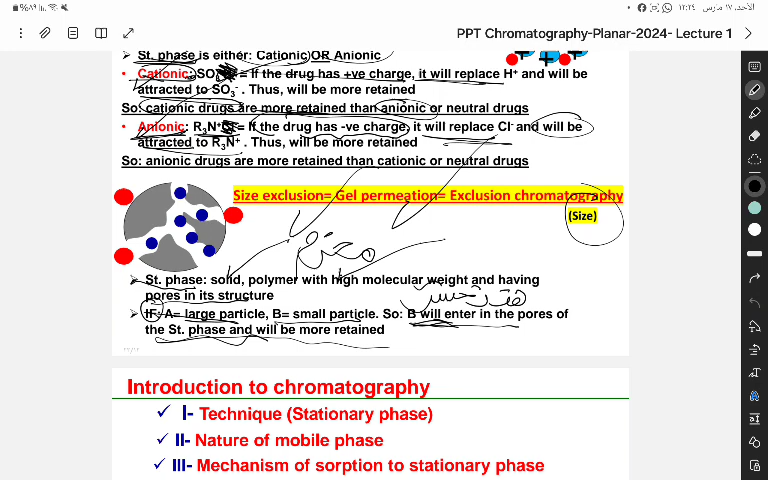 الأحد، ١٧ مارس ١٢:٢٤
%٨٩
PPT Chromatography-Planar-2024- Lecture 1
St. phase is either: Cationic OR Anionic
• Cationic: SO = If the drug has +ve charge, it will replace H+ and will be
attracted to SO3-. Thus, will be more retained
So: cationic drugs are more retained than anionic or neutral drugs
• Anionic: R3N+ = If the drug has -ve charge, it will replace Cl- and will be
attracted to R3N+. Thus, will be more retained
So: anionic drugs are more retained than cationic or neutral drugs
Size exclusion= Gel permeation= Exclusion chromatography
(Size)
➢ St. phase: solid, polymer with high molecular weight and having
pores in its structure
➢ IF: A= large particle, B= small particle. So: B will enter in the pores of
the St. phase and will be more retained
Introduction to chromatography
✓ I- Technique (Stationary phase)
✓ II- Nature of mobile phase
✓ III- Mechanism of sorption to stationary phase